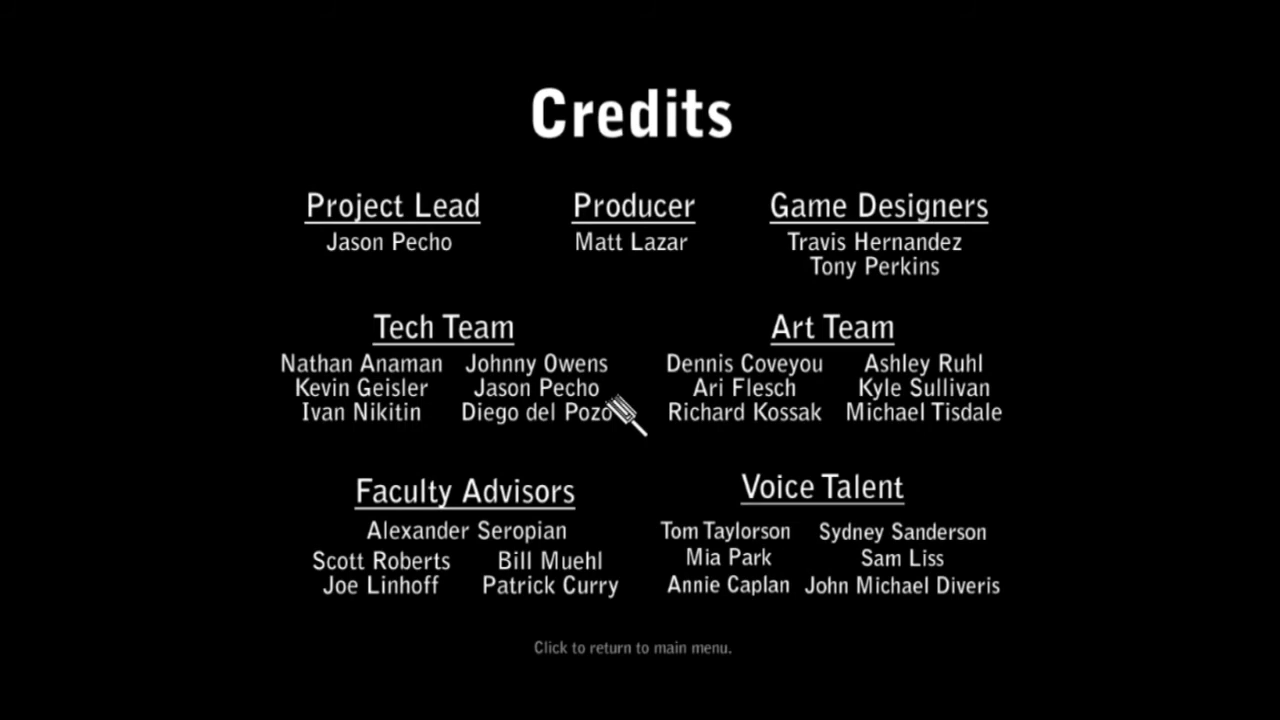 Credits
Project Lead
Jason Pecho
Producer
Matt Lazar
Game Designers
Travis Hernandez
Tony Perkins
Tech Team
Nathan Anaman
Kevin Geisler
Ivan Nikitin
Johnny Owens
Jason Pecho
Diego del Pozo
Art Team
Dennis Coveyou
Ari Flesch
Richard Kossak
Ashley Ruhl
Kyle Sullivan
Michael Tisdale
Faculty Advisors
Alexander Seropian
Scott Roberts
Joe Linhoff
Bill Muehl
Patrick Curry
Voice Talent
Tom Taylorson
Mia Park
Annie Caplan
Sydney Sanderson
Sam Liss
John Michael Diveris
Click to return to main menu.